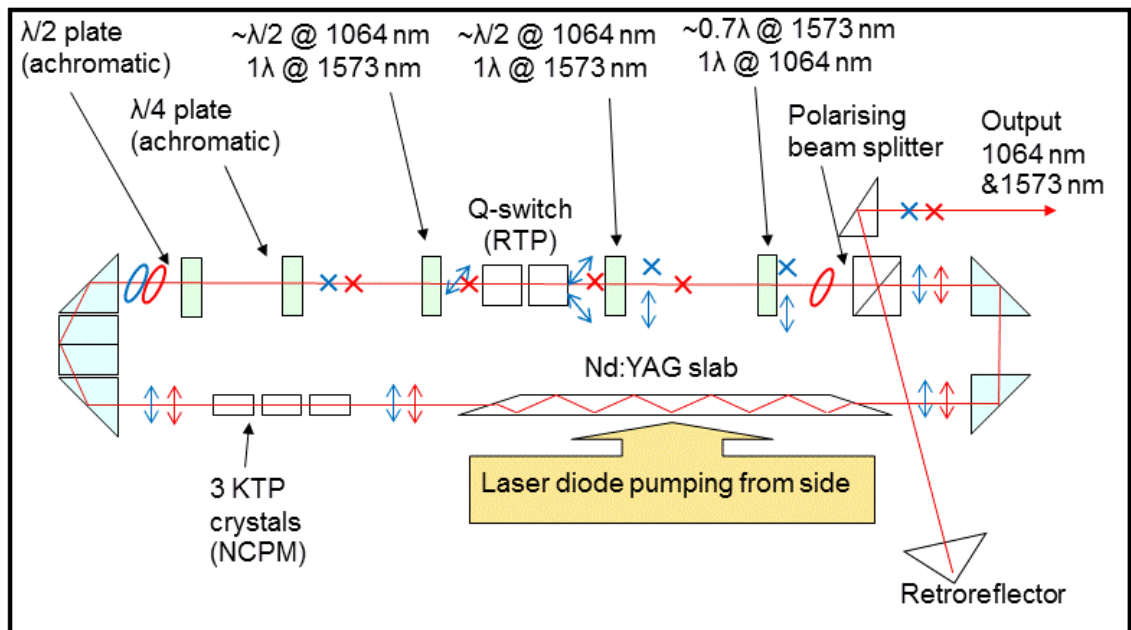 λ/2 plate
(achromatic)
λ/4 plate
(achromatic)
~λ/2 @ 1064 nm
1λ @ 1573 nm
~λ/2 @ 1064 nm
1λ @ 1573 nm
~0.7λ @ 1573 nm
1λ @ 1064 nm
Polarising
beam splitter
Output
1064 nm
&1573 nm
Q-switch
(RTP)
Nd:YAG slab
Laser diode pumping from side
3 KTP
crystals
(NCPM)
Retroreflector